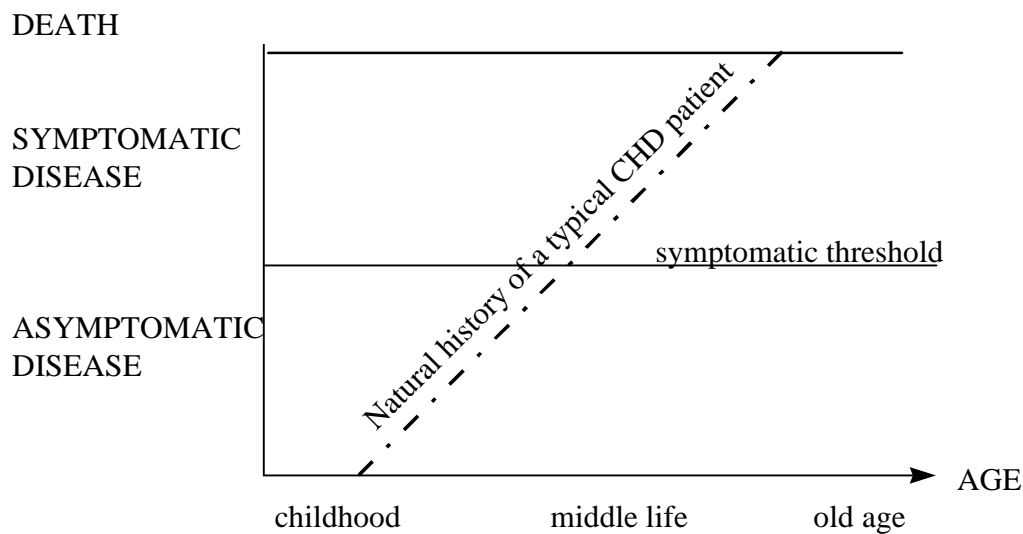 DEATH
SYMPTOMATIC
DISEASE
Natural history of a typical CHD patient
symptomatic threshold
ASYMPTOMATIC
DISEASE
AGE
childhood
middle life
old age